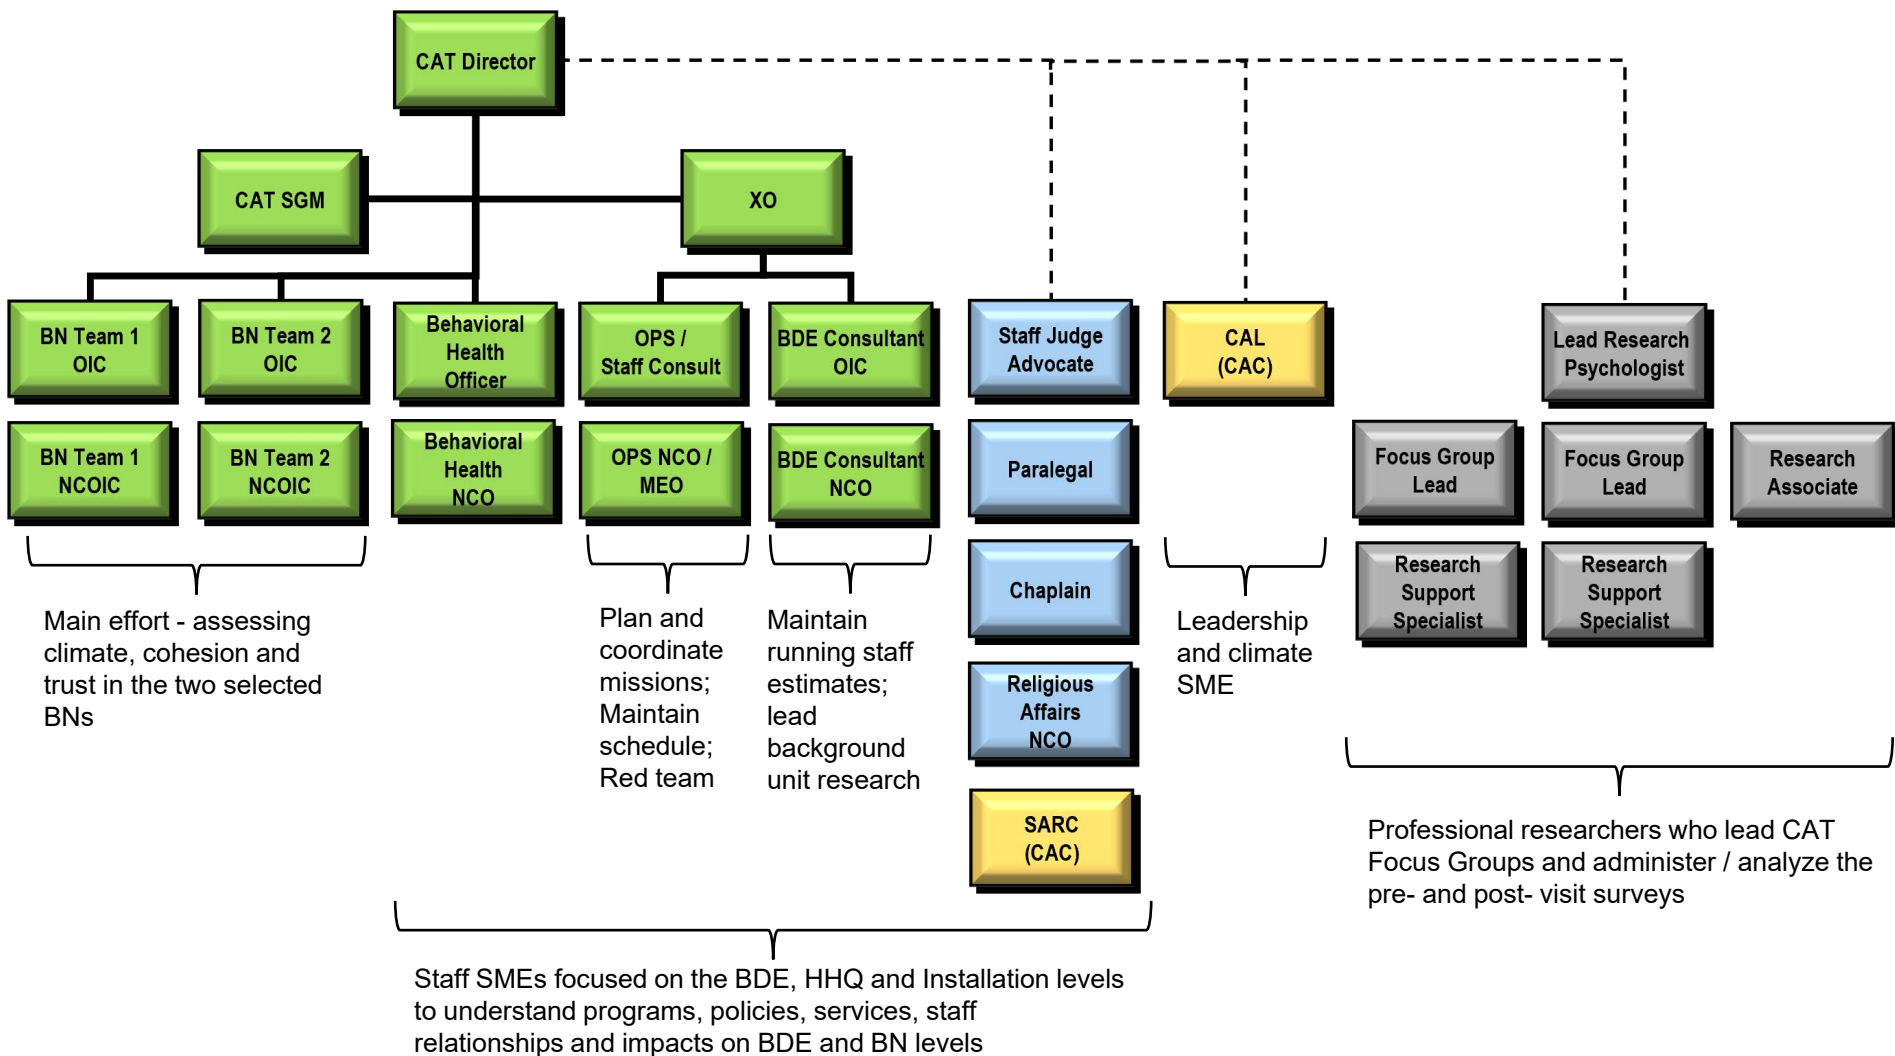 CAT Director
CAT SGM
XO
BN Team 1
OIC
BN Team 2
OIC
Behavioral
Health
Officer
OPS /
Staff Consult
BDE Consultant
OIC
Staff Judge
Advocate
CAL
(CAC)
Lead Research
Psychologist
BN Team 1
NCOIC
BN Team 2
NCOIC
Behavioral
Health
NCO
OPS NCO /
MEO
BDE Consultant
NCO
Paralegal
Focus Group
Lead
Focus Group
Lead
Research
Associate
Chaplain
Research
Support
Specialist
Research
Support
Specialist
Religious
Affairs
NCO
SARC
(CAC)
Main effort - assessing
climate, cohesion and
trust in the two selected
BNs
Plan and
coordinate
missions;
Maintain
schedule;
Red team
Maintain
running staff
estimates;
lead
background
unit research
Leadership
and climate
SME
Professional researchers who lead CAT
Focus Groups and administer / analyze the
pre- and post- visit surveys
Staff SMEs focused on the BDE, HHQ and Installation levels
to understand programs, policies, services, staff
relationships and impacts on BDE and BN levels